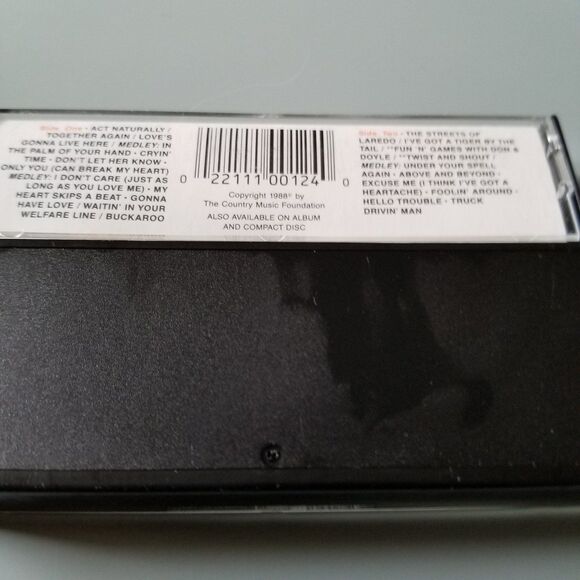 Side One · ACT NATURALLY /
TOGETHER AGAIN / LOVE'S
GONNA LIVE HERE / MEDLEY: IN
THE PALM OF YOUR HAND · CRYIN'
TIME · DON'T LET HER KNOW ·
ONLY YOU (CAN BREAK MY HEART)
MEDLEY: I DON'T CARE (JUST AS
LONG AS YOU LOVE ME) · MY
HEART SKIPS A BEAT · GONNA
HAVE LOVE / WAITIN' IN YOUR
WELFARE LINE / BUCKAROO
0 22111 00124 0
Copyright 1988© by
The Country Music Foundation
ALSO AVAILABLE ON ALBUM
AND COMPACT DISC
Side Two · THE STREETS OF
LAREDO / I'VE GOT A TIGER BY THE
TAIL / **FUN 'N' GAMES WITH DON &
DOYLE / **TWIST AND SHOUT /
MEDLEY: UNDER YOUR SPELL
AGAIN · ABOVE AND BEYOND ·
EXCUSE ME (I THINK I'VE GOT A
HEARTACHE) · FOOLIN' AROUND ·
HELLO TROUBLE · TRUCK
DRIVIN' MAN